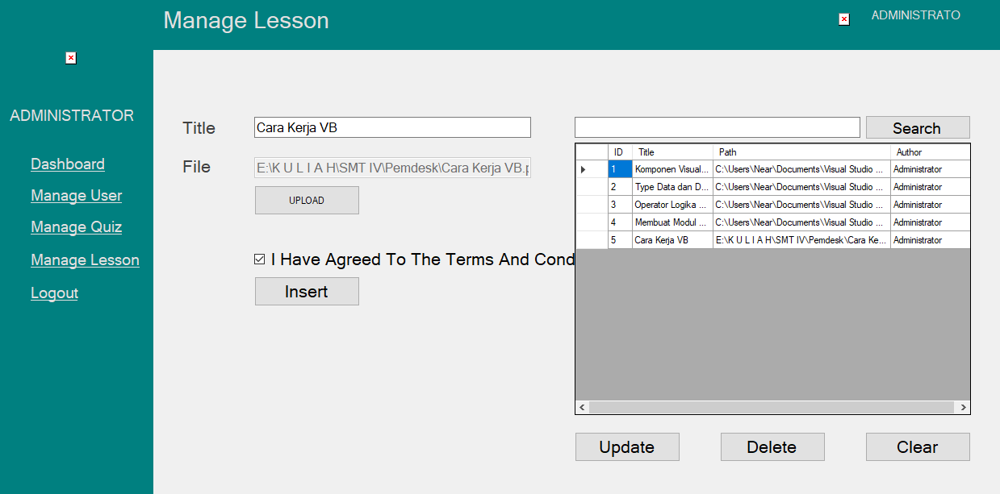 Manage Lesson
ADMINISTRATO
ADMINISTRATOR
Dashboard
Manage User
Manage Quiz
Manage Lesson
Logout
Title
Cara Kerja VB
File
E:\K U L I A H\SMT IV\Pemdesk\Cara Kerja VB.p
UPLOAD
I Have Agreed To The Terms And Cond
Insert
Search
ID Title Path Author
1 Komponen Visual... C:\Users\Near\Documents\Visual Studio ... Administrator
2 Type Data dan D... C:\Users\Near\Documents\Visual Studio ... Administrator
3 Operator Logika ... C:\Users\Near\Documents\Visual Studio ... Administrator
4 Membuat Modul ... C:\Users\Near\Documents\Visual Studio ... Administrator
5 Cara Kerja VB E:\K U L I A H\SMT IV\Pemdesk\Cara Ke... Administrator
Update Delete Clear